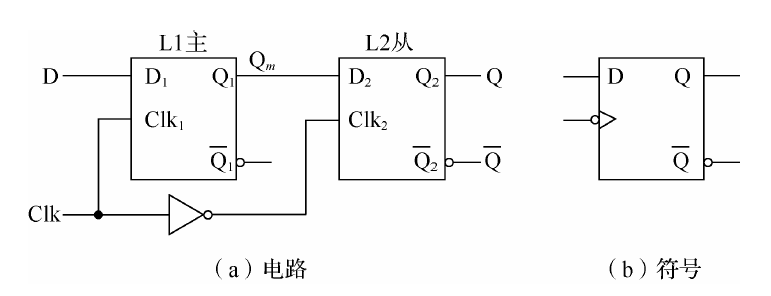 L1主
L2从
D
D₁
Q₁
Qₘ
D₂
Q₂
Q
D
Q
Clk₁
Clk₂
Q̅₁
Q̅₂
Q̅
Q̅
Clk
（a）电路
（b）符号